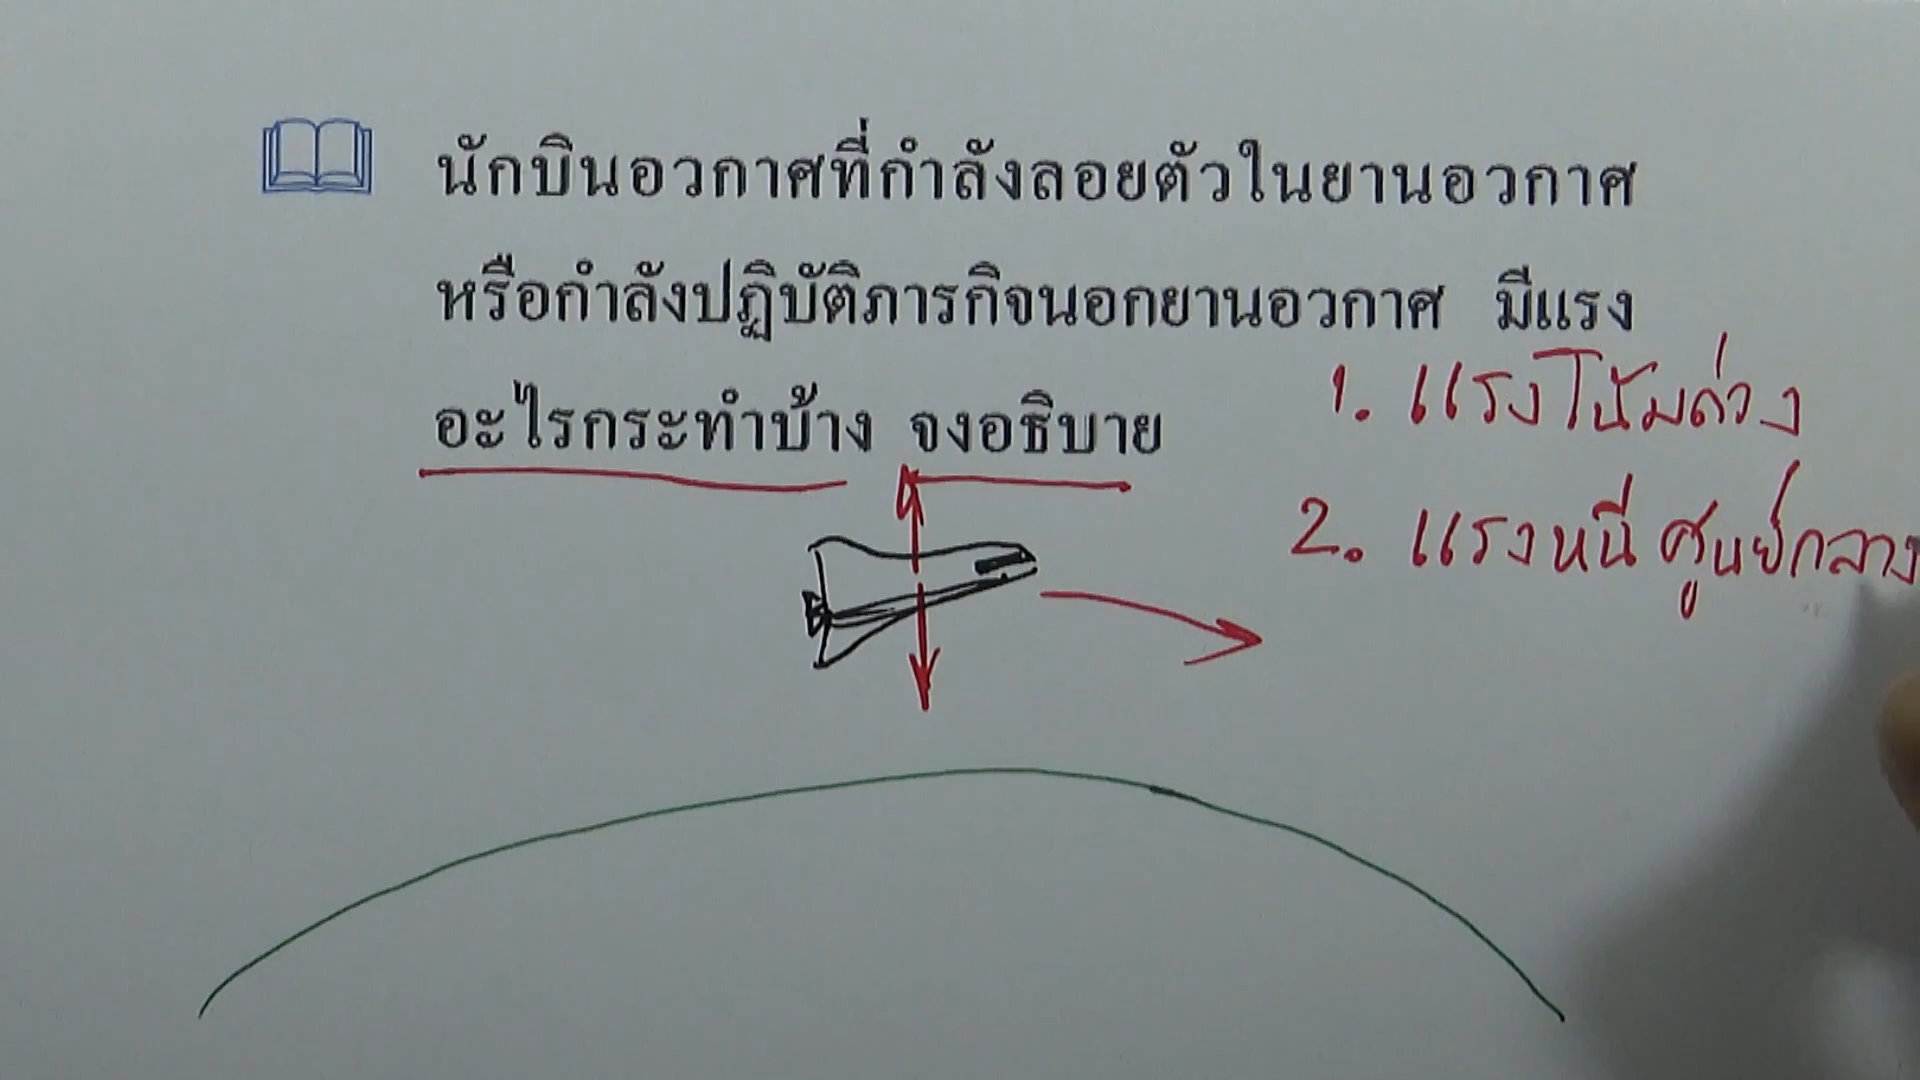 นักบินอวกาศที่กำลังลอยตัวในยานอวกาศ
หรือกำลังปฏิบัติภารกิจนอกยานอวกาศ มีแรง
อะไรกระทำบ้าง จงอธิบาย
1. แรงโน้มถ่วง
2. แรงหนีศูนย์กลาง